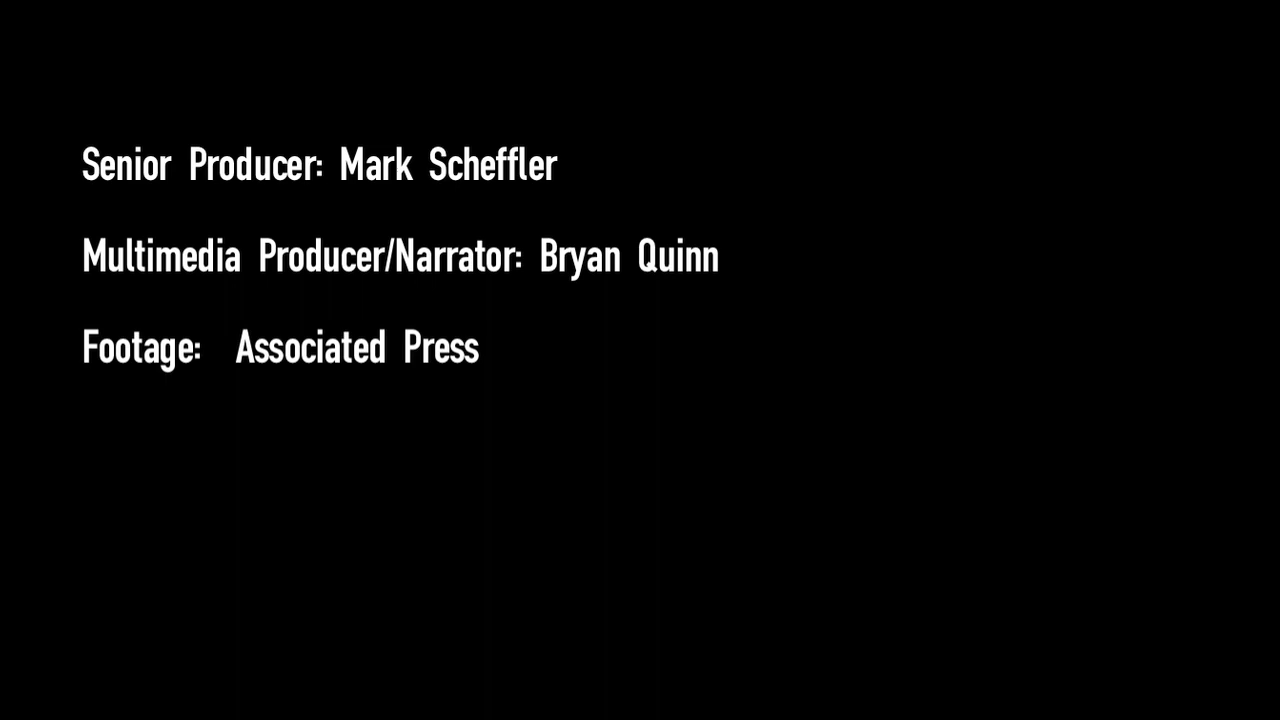 Senior Producer: Mark Scheffler
Multimedia Producer/Narrator: Bryan Quinn
Footage: Associated Press